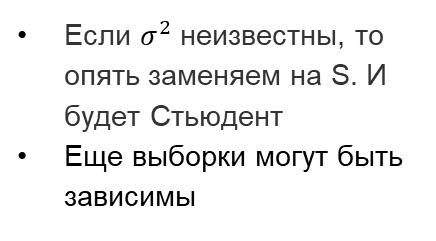 • Если 𝜎² неизвестны, то
опять заменяем на S. И
будет Стьюдент
• Еще выборки могут быть
зависимы